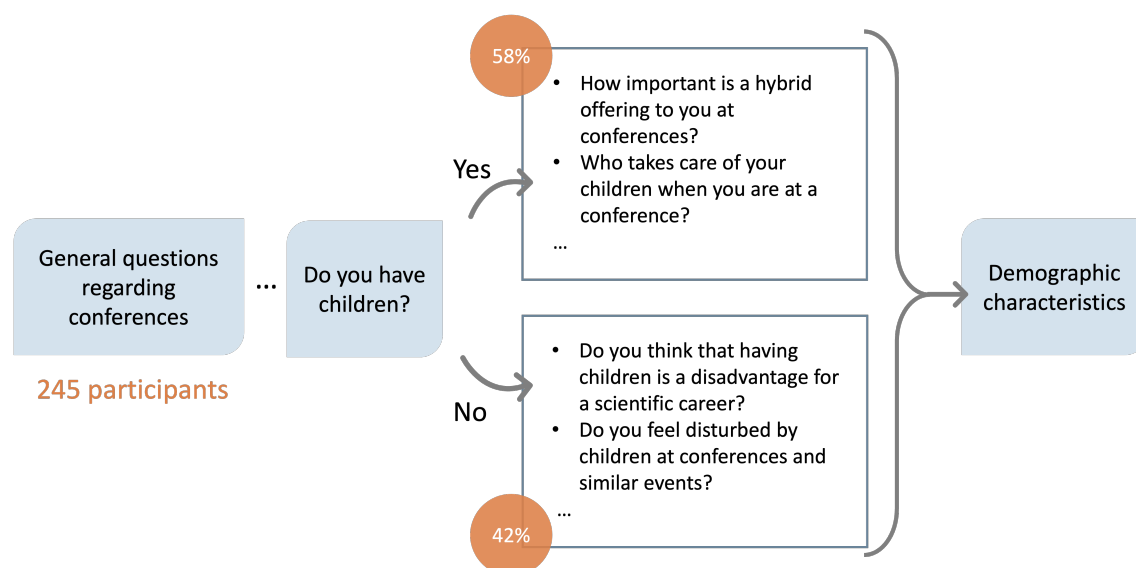 General questions
regarding
conferences
245 participants
...
Do you have
children?
Yes
58%
• How important is a hybrid
offering to you at
conferences?
• Who takes care of your
children when you are at a
conference?
...
No
• Do you think that having
children is a disadvantage for
a scientific career?
• Do you feel disturbed by
children at conferences and
similar events?
...
42%
Demographic
characteristics